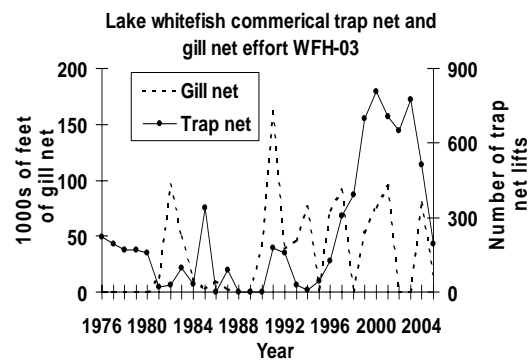 Lake whitefish commerical trap net and
gill net effort WFH-03
200
150
100
50
0
1000s of feet
of gill net
Gill net
Trap net
900
600
300
0
Number of trap
net lifts
1976 1980 1984 1988 1992 1996 2000 2004
Year